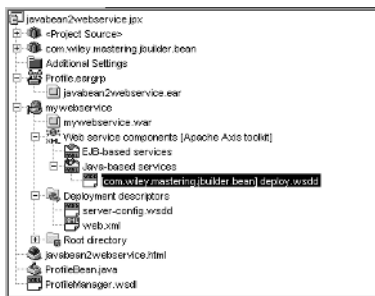 javabean2webservice.jpx
<Project Source>
com.wiley.mastering.jbuilder.bean
Additional Settings
Profile.eargrp
javabean2webservice.ear
mywebservice
mywebservice.war
Web service components [Apache Axis toolkit]
EJB-based services
Java-based services
[com.wiley.mastering.jbuilder.bean] deploy.wsdd
Deployment descriptors
server-config.wsdd
web.xml
Root directory
javabean2webservice.html
ProfileBean.java
ProfileManager.wsdl